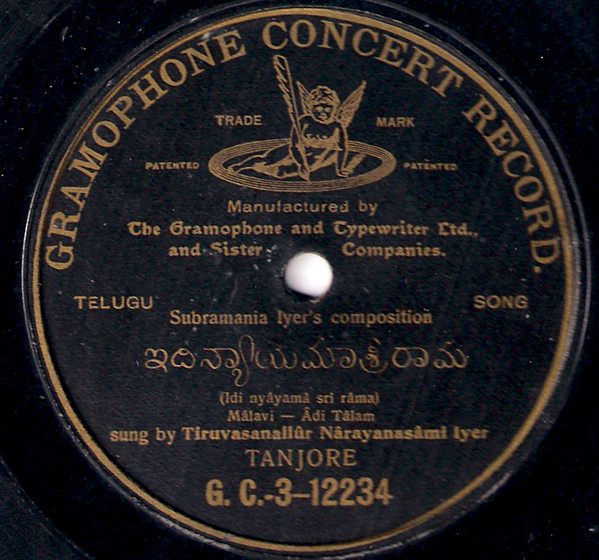 GRAMOPHONE CONCERT RECORD.
TRADE MARK
PATENTED PATENTED
Manufactured by
The Gramophone and Typewriter Ltd.,
and Sister Companies.
TELUGU SONG
Subramania Iyer's composition
ఇదిన్యాయమాశ్రీరామ
(Idi nyâyamâ sri râma)
Mâlavi — Âdi Tâlam
sung by Tiruvasanallûr Nârayanasâmi Iyer
TANJORE
G. C.-3-12234